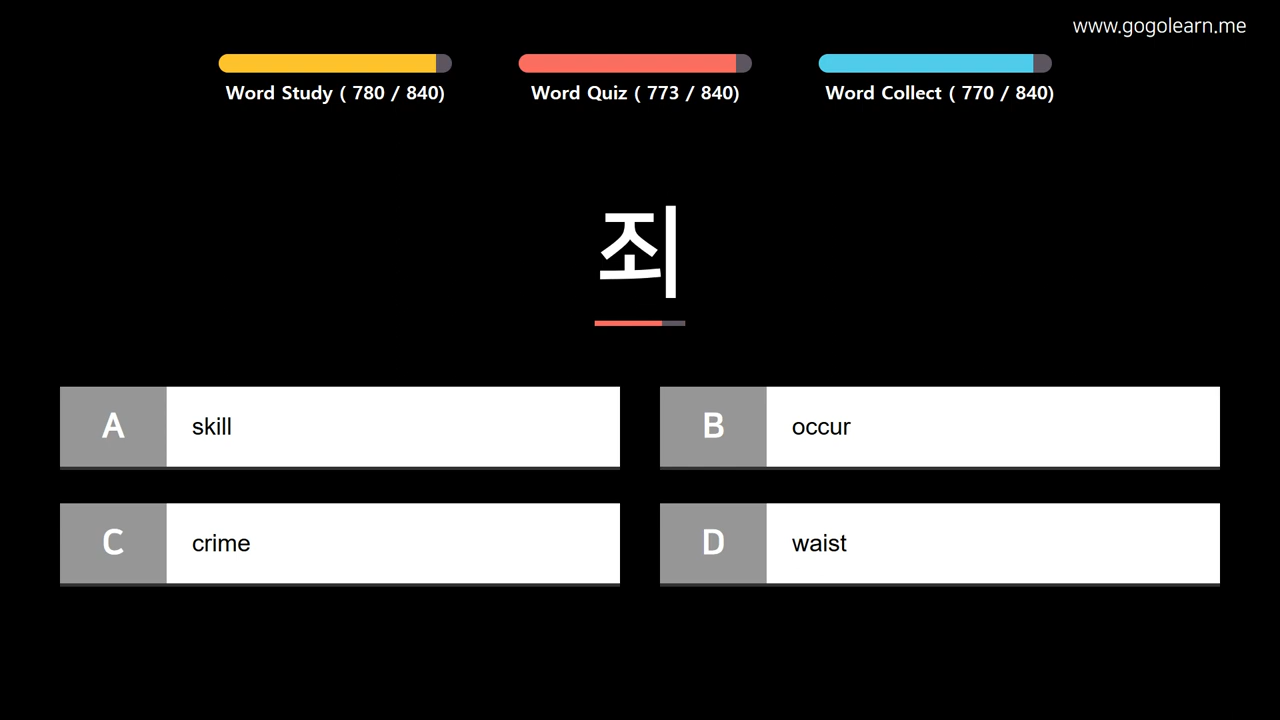 www.gogolearn.me
Word Study ( 780 / 840)
Word Quiz ( 773 / 840)
Word Collect ( 770 / 840)
죄
A skill
B occur
C crime
D waist